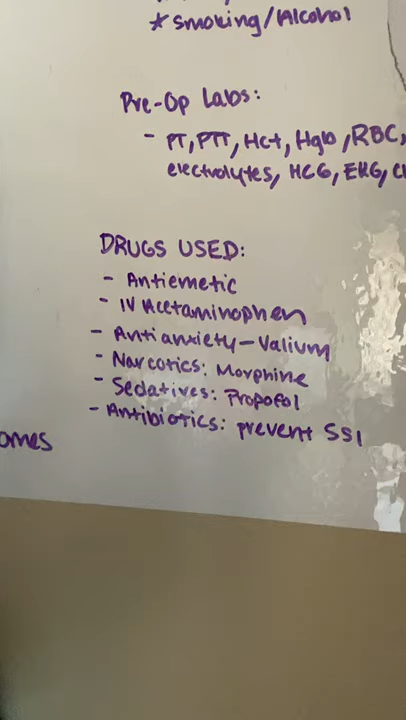 * Smoking/Alcohol
Pre-Op Labs:
- PT, PTT, Hct, Hgb, RBC,
electrolytes, HCG, EKG,
DRUGS USED:
- Antiemetic
- IV Acetaminophen
- Antianxiety - Valium
- Narcotics: Morphine
- Sedatives: Propofol
- Antibiotics: prevent SSI
omes